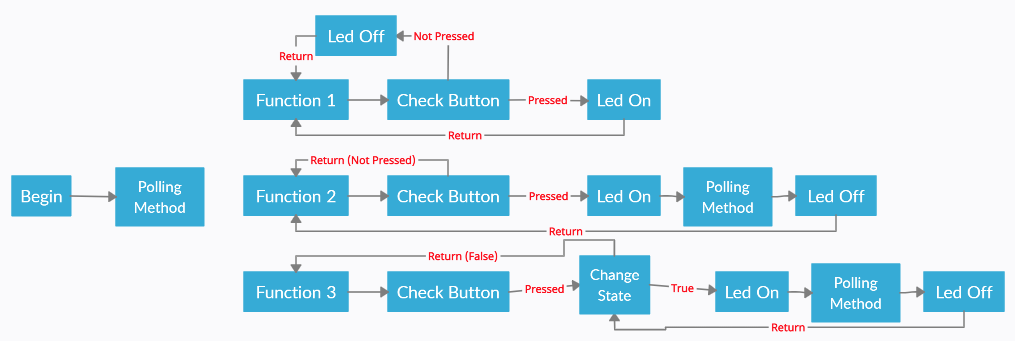 Led Off
Not Pressed
Return
Function 1
Check Button
Pressed
Led On
Return
Return (Not Pressed)
Begin
Polling
Method
Function 2
Check Button
Pressed
Led On
Polling
Method
Led Off
Return
Return (False)
Function 3
Check Button
Pressed
Change
State
True
Led On
Polling
Method
Led Off
Return